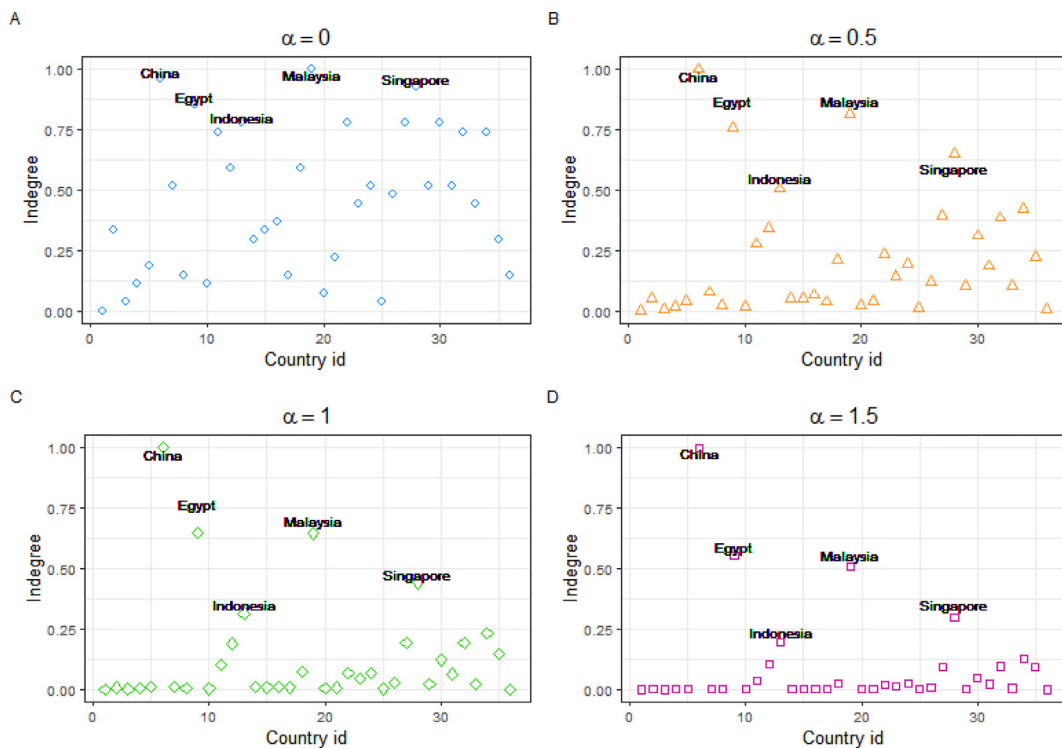 A
α = 0
Indegree
1.00
0.75
0.50
0.25
0.00
China
Malaysia
Singapore
Egypt
Indonesia
0
10
20
30
Country id
B
α = 0.5
Indegree
1.00
0.75
0.50
0.25
0.00
China
Egypt
Malaysia
Singapore
Indonesia
0
10
20
30
Country id
C
α = 1
Indegree
1.00
0.75
0.50
0.25
0.00
China
Egypt
Malaysia
Singapore
Indonesia
0
10
20
30
Country id
D
α = 1.5
Indegree
1.00
0.75
0.50
0.25
0.00
China
Egypt
Malaysia
Singapore
Indonesia
0
10
20
30
Country id